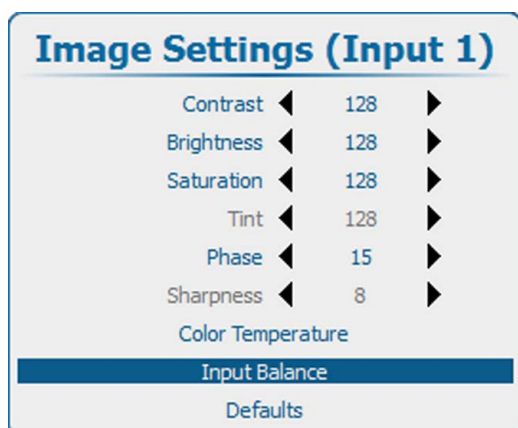 Image Settings (Input 1)
Contrast 128
Brightness 128
Saturation 128
Tint 128
Phase 15
Sharpness 8
Color Temperature
Input Balance
Defaults